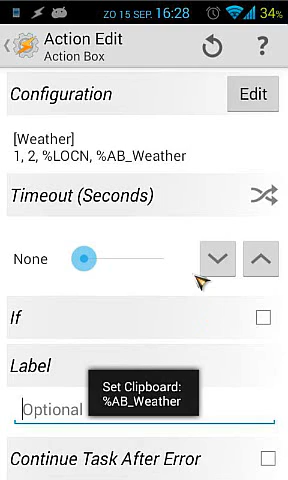 ZO 15 SEP. 16:28 34%
Action Edit
Action Box
Configuration
Edit
[Weather]
1, 2, %LOCN, %AB_Weather
Timeout (Seconds)
None
If
Label
Set Clipboard:
%AB_Weather
Optional
Continue Task After Error